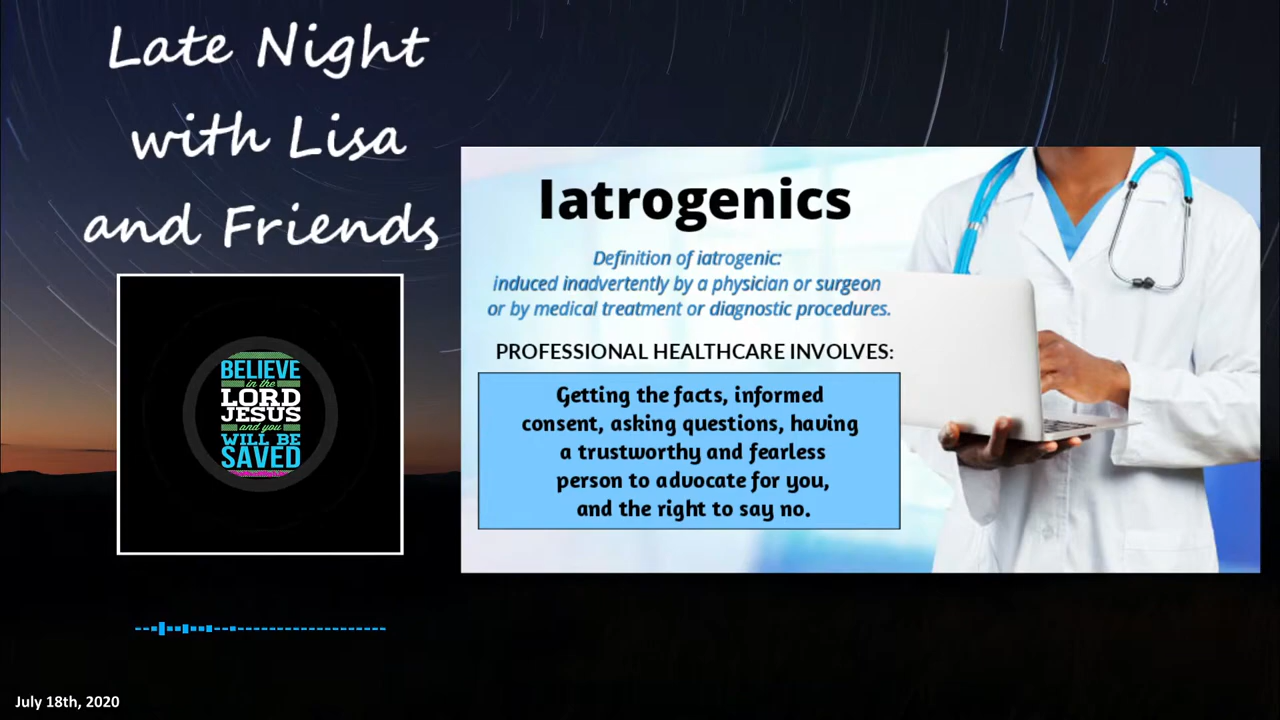 Late Night
with Lisa
and Friends
BELIEVE
in the
LORD
JESUS
and you
WILL BE
SAVED
Iatrogenics
Definition of iatrogenic:
induced inadvertently by a physician or surgeon
or by medical treatment or diagnostic procedures.
PROFESSIONAL HEALTHCARE INVOLVES:
Getting the facts, informed
consent, asking questions, having
a trustworthy and fearless
person to advocate for you,
and the right to say no.
July 18th, 2020